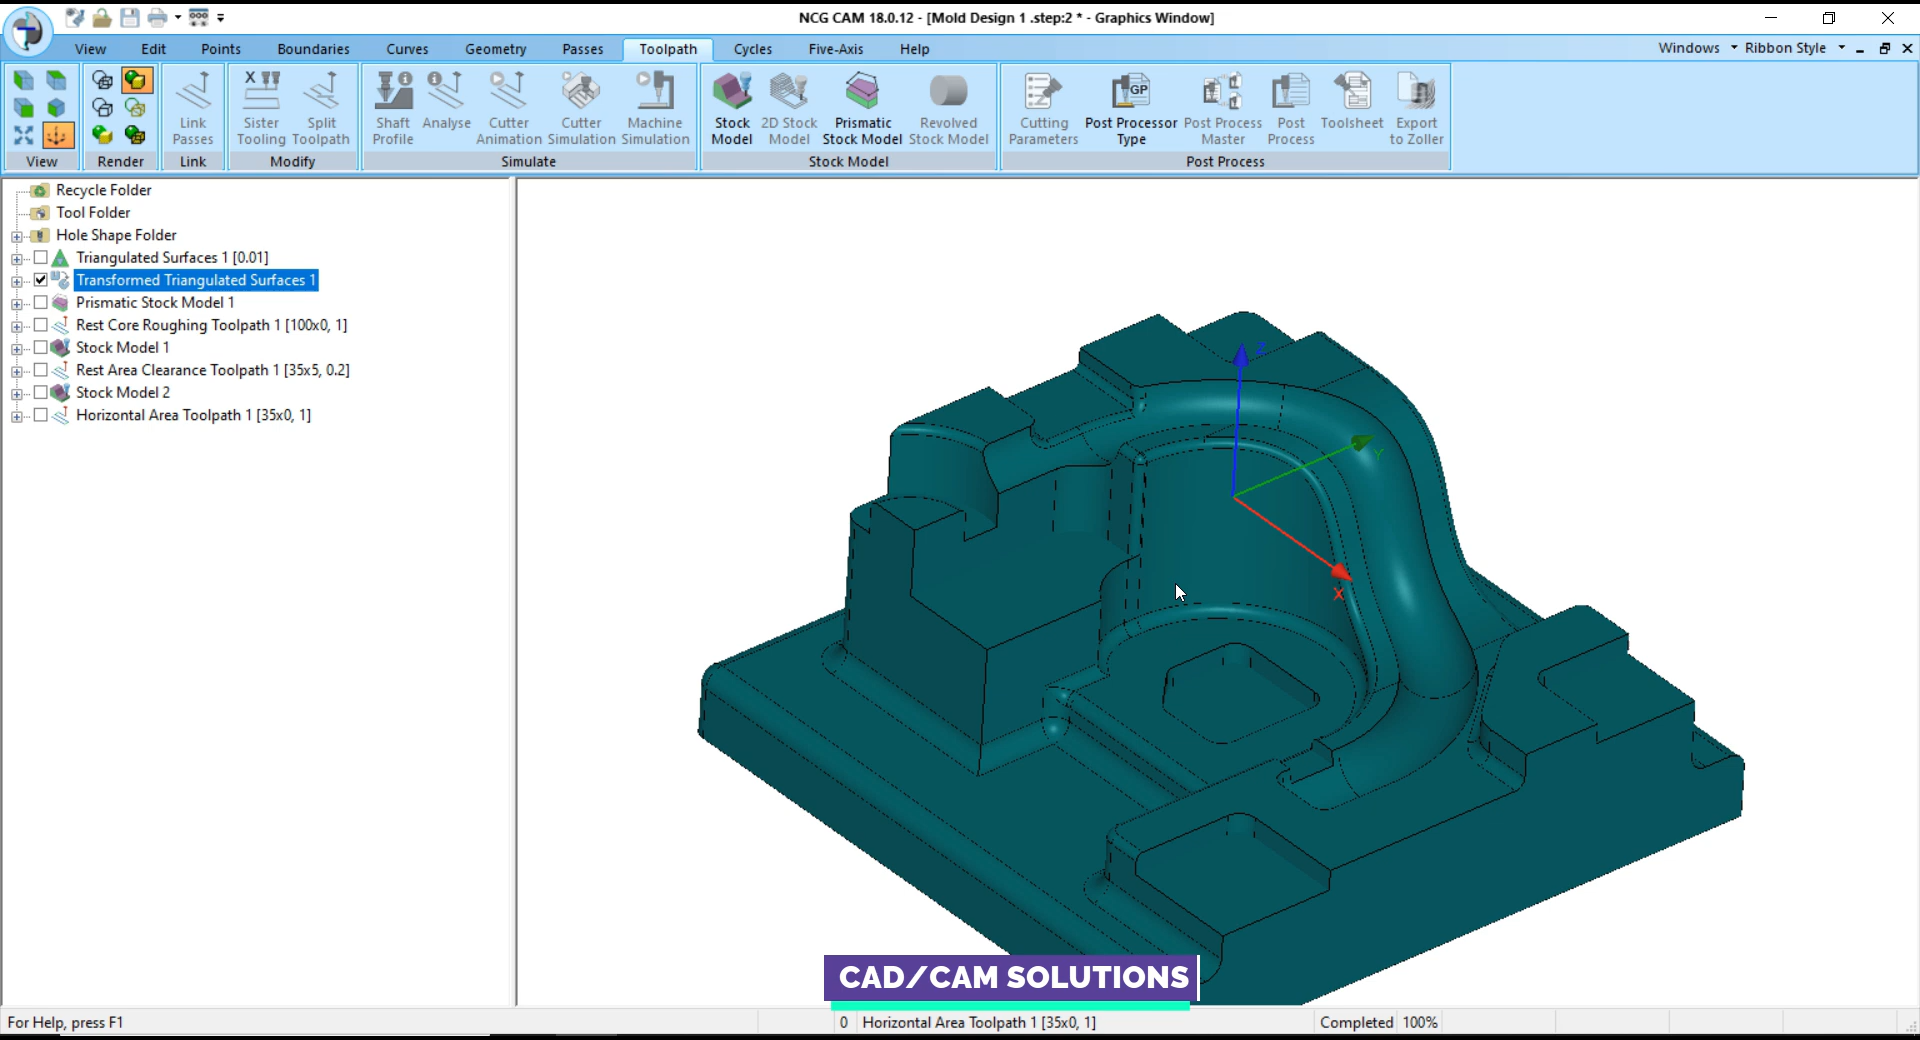 NCG CAM 18.0.12 - [Mold Design 1 .step:2 * - Graphics Window]
View Edit Points Boundaries Curves Geometry Passes Toolpath Cycles Five-Axis Help Windows Ribbon Style
X GP
Link Passes
Sister Tooling
Split Toolpath
Shaft Profile
Analyse
Cutter Animation
Cutter Simulation
Machine Simulation
Stock Model
2D Stock Model
Prismatic Stock Model
Revolved Stock Model
Cutting Parameters
Post Processor Type
Post Process Master
Post Process
Toolsheet
Export to Zoller
View Render Link Modify Simulate Stock Model Post Process
Recycle Folder
Tool Folder
Hole Shape Folder
Triangulated Surfaces 1 [0.01]
Transformed Triangulated Surfaces 1
Prismatic Stock Model 1
Rest Core Roughing Toolpath 1 [100x0, 1]
Stock Model 1
Rest Area Clearance Toolpath 1 [35x5, 0.2]
Stock Model 2
Horizontal Area Toolpath 1 [35x0, 1]
Z
Y
X
CAD/CAM SOLUTIONS
For Help, press F1 0 Horizontal Area Toolpath 1 [35x0, 1] Completed 100%